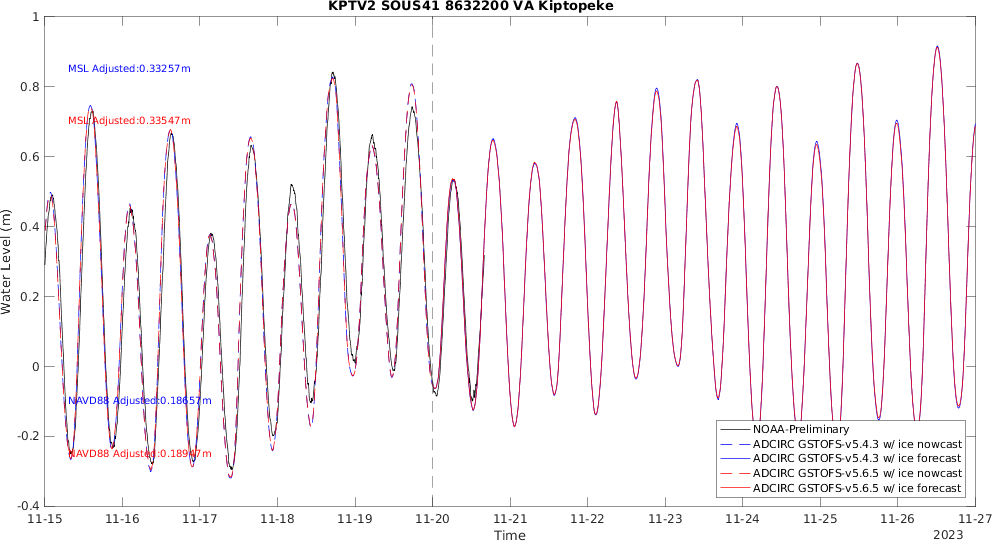 KPTV2 SOUS41 8632200 VA Kiptopeke
1
0.8
0.6
0.4
0.2
0
-0.2
-0.4
Water Level (m)
MSL Adjusted:0.33257m
MSL Adjusted:0.33547m
NAVD88 Adjusted:0.18657m
NAVD88 Adjusted:0.18947m
NOAA-Preliminary
ADCIRC GSTOFS-v5.4.3 w/ ice nowcast
ADCIRC GSTOFS-v5.4.3 w/ ice forecast
ADCIRC GSTOFS-v5.6.5 w/ ice nowcast
ADCIRC GSTOFS-v5.6.5 w/ ice forecast
11-15 11-16 11-17 11-18 11-19 11-20 11-21 11-22 11-23 11-24 11-25 11-26 11-27
Time
2023